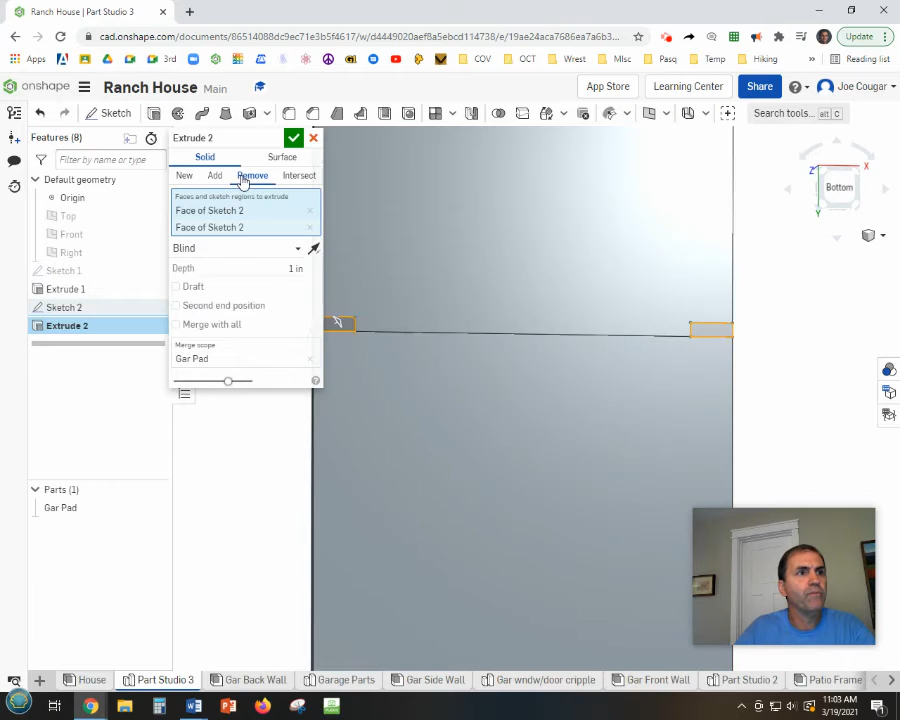 Ranch House | Part Studio 3
cad.onshape.com/documents/86514088dc9ec71e3b5064f17/w/d4449020aef8a5ebcd114738/e/19ae24aca7686ea7a6b3...
Update
Apps
3rd
COV
OCT
Wrest
MIsc
Misc
Temp
Hiking
onshape
Ranch House Main
App Store
Learning Center
Share
Joe Cougar
Sketch
Search tools...
alt C
Features (8)
Filter by name or type
Default geometry
Origin
Top
Front
Right
Sketch 1
Extrude 1
Sketch 2
Extrude 2
Parts (1)
Gar Pad
Extrude 2
Solid
Surface
New
Add
Remove
Intersect
Faces and sketch regions to extrude
Face of Sketch 2
Face of Sketch 2
Blind
Depth
1 in
Draft
Second end position
Merge with all
Merge scope
Gar Pad
Z
X
Bottom
Y
House
Part Studio 3
Gar Back Wall
Garage Parts
Gar Side Wall
Gar wndw/door cripple
Gar Front Wall
Part Studio 2
Patio Frame
11:03 AM
3/19/2021